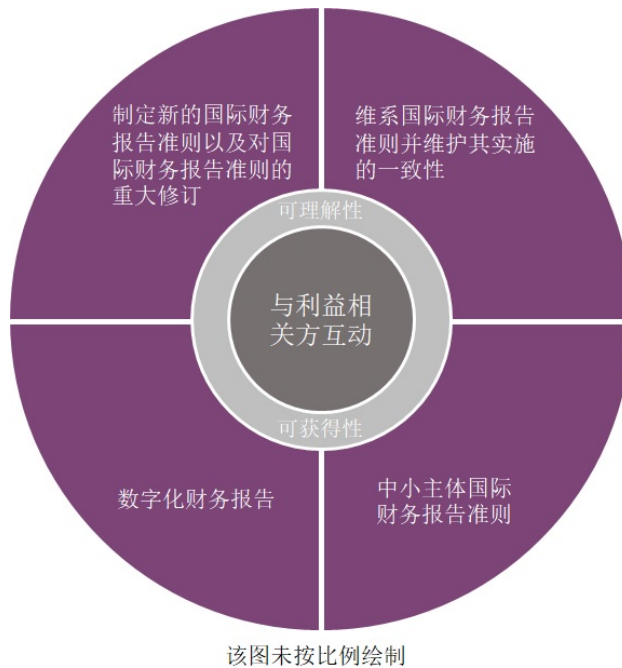 制定新的国际财务
报告准则以及对国
际财务报告准则的
重大修订
维系国际财务报告
准则并维护其实施
的一致性
可理解性
与利益相
关方互动
可获得性
数字化财务报告
中小主体国际
财务报告准则
该图未按比例绘制